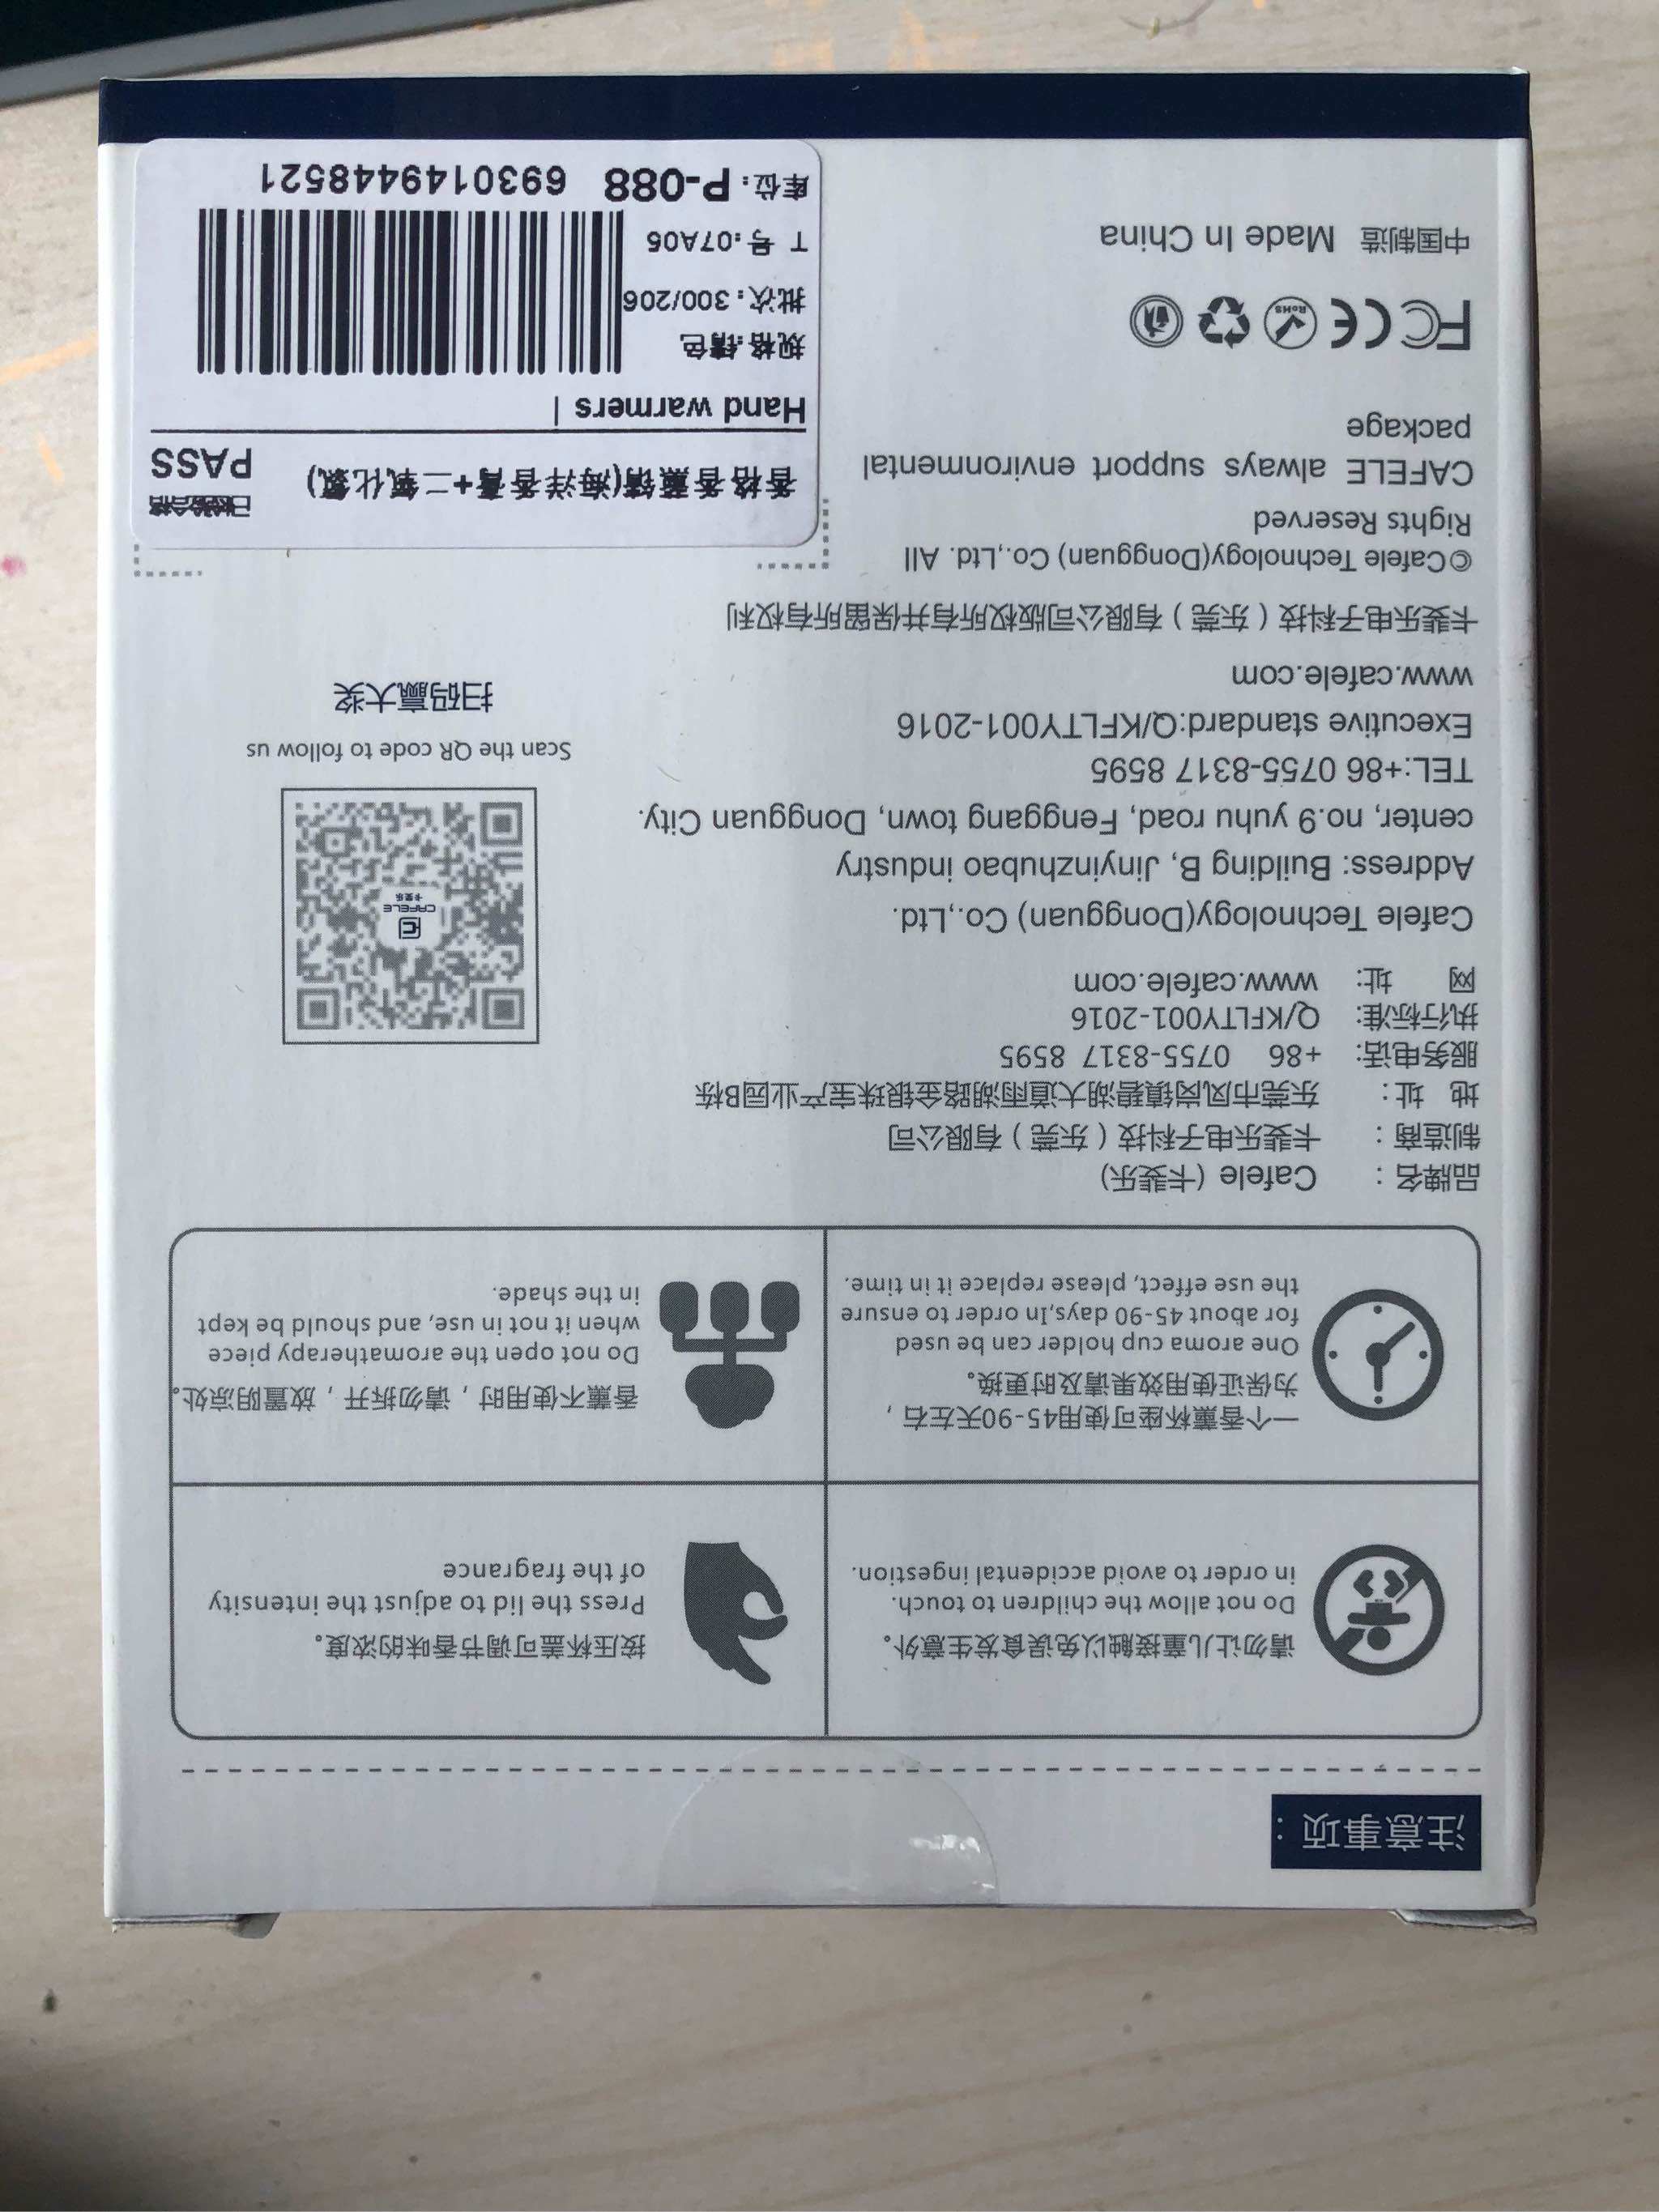 注意事项：
请勿让儿童接触以免误食发生意外。
Do not allow the children to touch.
in order to avoid accidental ingestion.
按压杯盖可调节香味的浓度。
Press the lid to adjust the intensity
of the fragrance
一个香薰杯座可使用45-90天左右，
为保证使用效果请及时更换。
One aroma cup holder can be used
for about 45-90 days,In order to ensure
the use effect, please replace it in time.
香薰不使用时，请勿拆开，放置阴凉处。
Do not open the aromatherapy piece
when it not in use, and should be kept
in the shade.
品牌名： Cafele (卡斐乐)
制造商： 卡斐乐电子科技（东莞）有限公司
地 址： 东莞市凤岗镇碧湖大道雨湖路金银珠宝产业园B栋
服务电话: +86 0755-8317 8595
执行标准: Q/KFLTY001-2016
网 址: www.cafele.com
Cafele Technology(Dongguan) Co.,Ltd.
Address: Building B, Jinyinzhubao industry
center, no.9 yuhu road, Fenggang town, Dongguan City.
TEL:+86 0755-8317 8595
Executive standard:Q/KFLTY001-2016
www.cafele.com
卡斐乐电子科技（东莞）有限公司版权所有并保留所有权利
©Cafele Technology(Dongguan) Co.,Ltd. All
Rights Reserved
CAFELE always support environmental
package
FC CE RoHS
中国制造 Made In China
CAFELE
卡斐乐
Scan the QR code to follow us
扫码赢大奖
已检验合格
香格香薰镇(海洋香膏+二氧化氯) PASS
Hand warmers |
规格:镇色
批次：300/206
T 号:07A05
库位：P-088 6930149448521